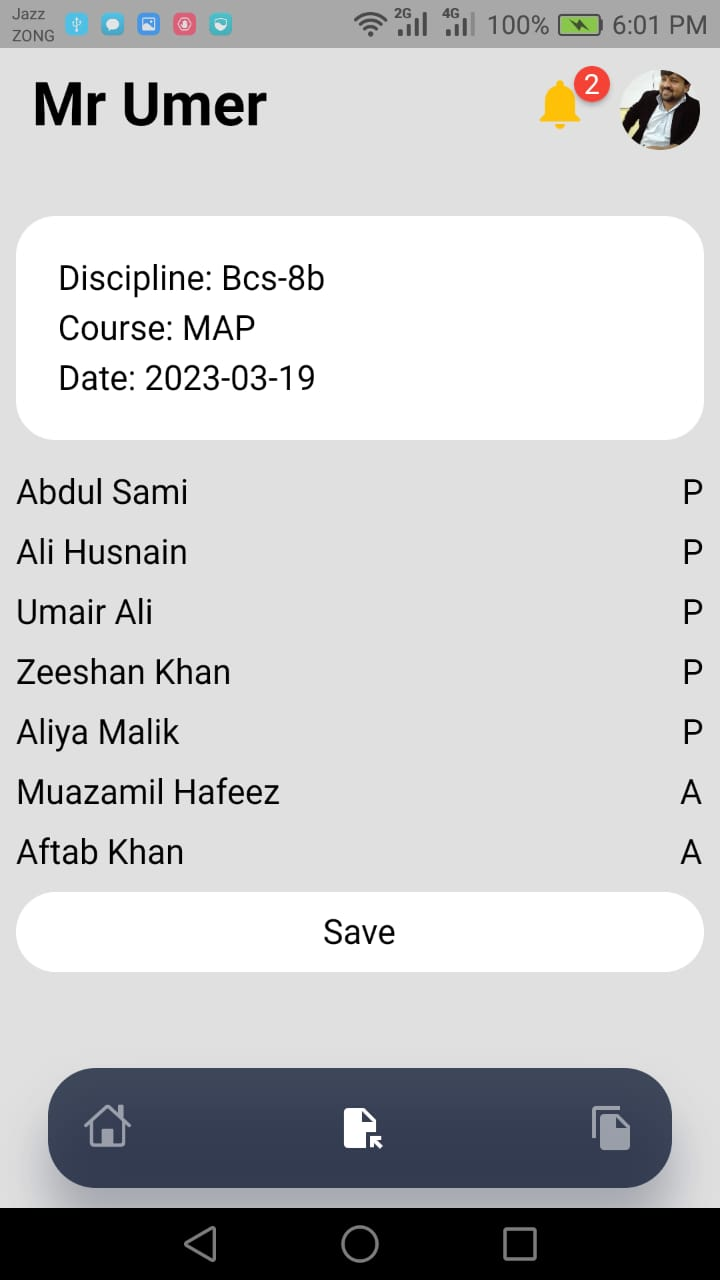 Jazz
ZONG
2G
4G
100%
6:01 PM
Mr Umer
2
Discipline: Bcs-8b
Course: MAP
Date: 2023-03-19
Abdul Sami P
Ali Husnain P
Umair Ali P
Zeeshan Khan P
Aliya Malik P
Muazamil Hafeez A
Aftab Khan A
Save